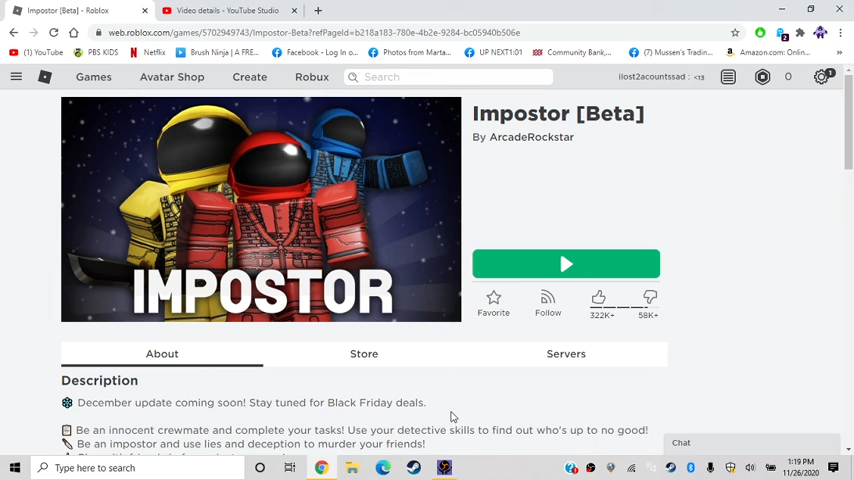 Impostor [Beta] - Roblox
Video details - YouTube Studio
web.roblox.com/games/5702949743/Impostor-Beta?refPageId=b218a183-780e-4b2e-9284-bc05940b506e
(1) YouTube
PBS KIDS
Netflix
Brush Ninja | A FRE...
Facebook - Log In o...
Photos from Marta...
UP NEXT1:01
Community Bank,...
(7) Mussen's Tradin...
Amazon.com: Onlin...
Games
Avatar Shop
Create
Robux
Search
ilost2acountssad : <13
0
1
IMPOSTOR
Impostor [Beta]
By ArcadeRockstar
Favorite
Follow
322K+
58K+
About
Store
Servers
Description
December update coming soon! Stay tuned for Black Friday deals.
Be an innocent crewmate and complete your tasks! Use your detective skills to find out who's up to no good!
Be an impostor and use lies and deception to murder your friends!
Chat
Type here to search
1:19 PM
11/26/2020